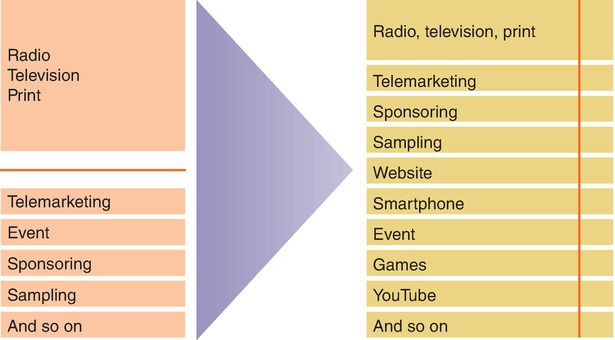 Radio
Television
Print
Telemarketing
Event
Sponsoring
Sampling
And so on
Radio, television, print
Telemarketing
Sponsoring
Sampling
Website
Smartphone
Event
Games
YouTube
And so on